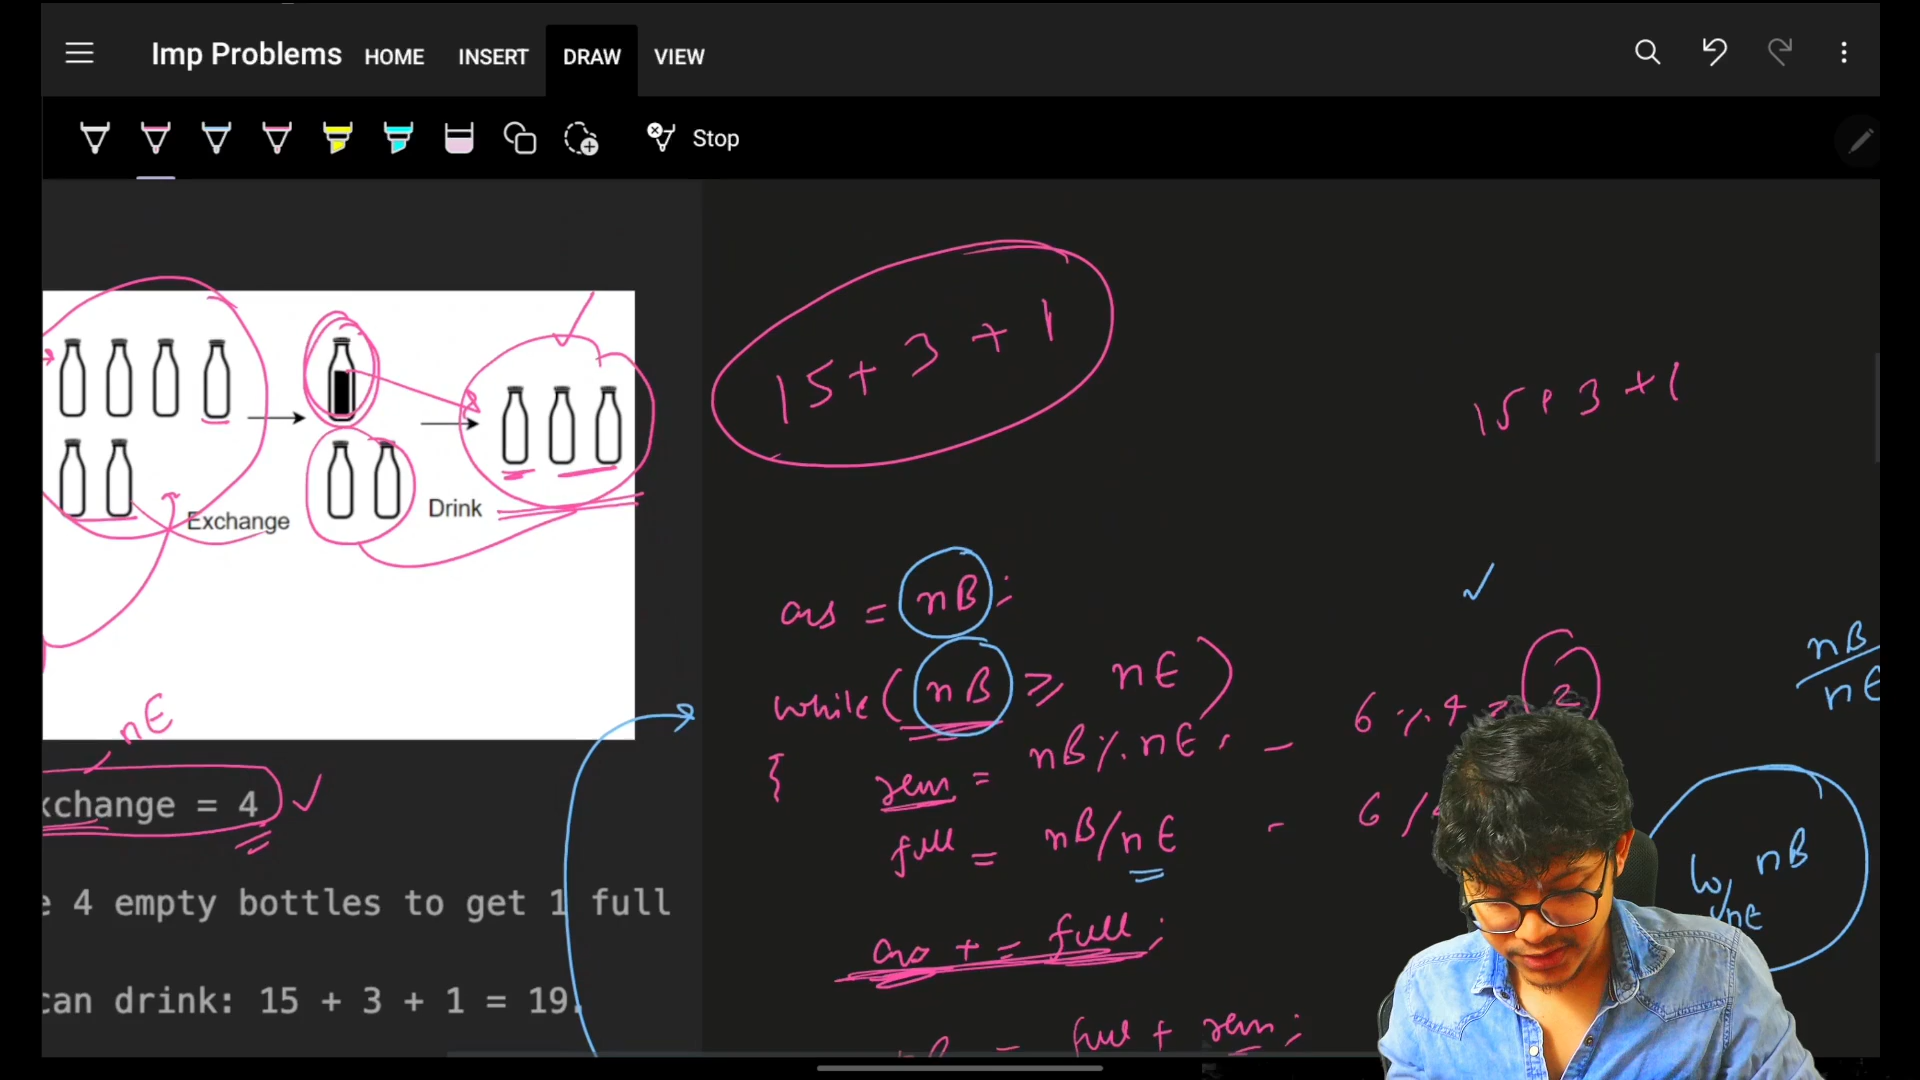 Imp Problems HOME INSERT DRAW VIEW
Stop
15 + 3 + 1
15 + 3 + 1
Exchange
Drink
ans = nB;
nB
nE
while(nB ≥ nE)
6 % 4 = 2
nE
{ rem = nB % nE
xchange = 4
full = nB/nE
6 /
lo nB
nE
e 4 empty bottles to get 1 full
ans += full;
can drink: 15 + 3 + 1 = 19.
= full + rem;